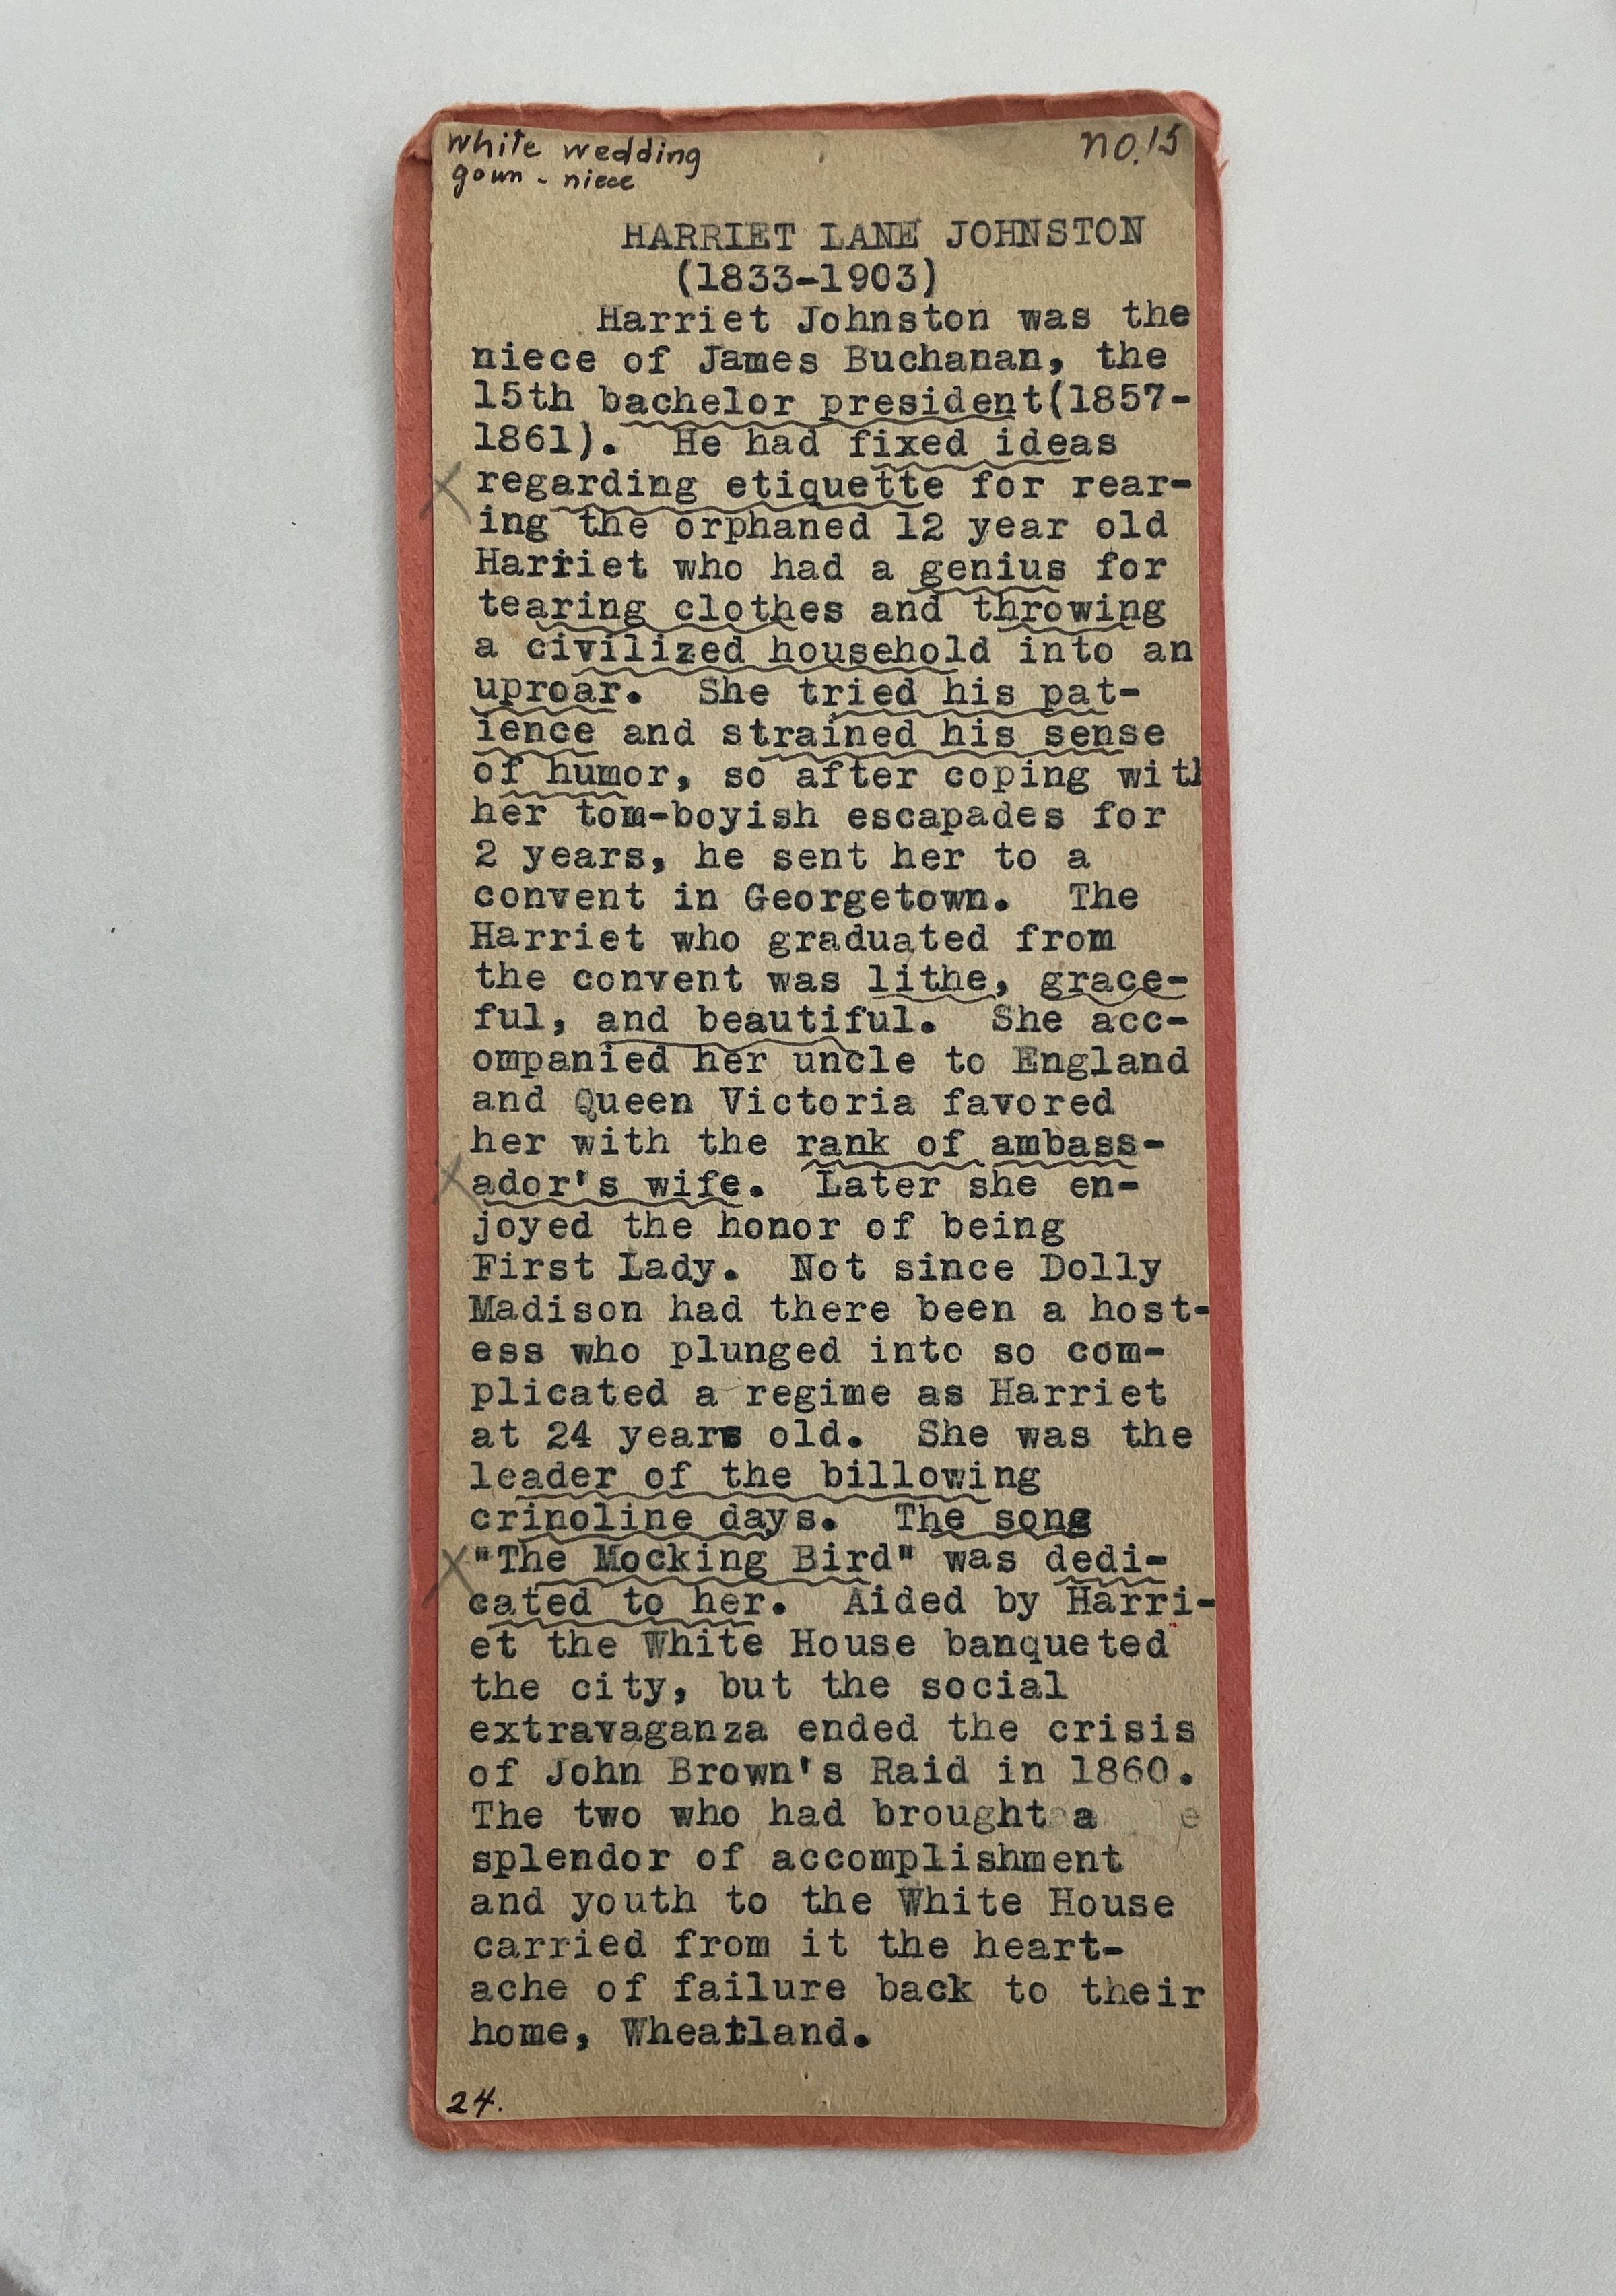 white wedding
gown - niece
no. 15
HARRIET LANE JOHNSTON
(1833-1903)
Harriet Johnston was the
niece of James Buchanan, the
15th bachelor president(1857-
1861). He had fixed ideas
regarding etiquette for rear-
ing the orphaned 12 year old
Harriet who had a genius for
tearing clothes and throwing
a civilized household into an
uproar. She tried his pat-
ience and strained his sense
of humor, so after coping with
her tom-boyish escapades for
2 years, he sent her to a
convent in Georgetown. The
Harriet who graduated from
the convent was lithe, grace-
ful, and beautiful. She acc-
ompanied her uncle to England
and Queen Victoria favored
her with the rank of ambass-
ador's wife. Later she en-
joyed the honor of being
First Lady. Not since Dolly
Madison had there been a host-
ess who plunged into so com-
plicated a regime as Harriet
at 24 years old. She was the
leader of the billowing
crinoline days. The song
"The Mocking Bird" was dedi-
cated to her. Aided by Harri-
et the White House banqueted
the city, but the social
extravaganza ended the crisis
of John Brown's Raid in 1860.
The two who had brought a
splendor of accomplishment
and youth to the White House
carried from it the heart-
ache of failure back to their
home, Wheatland.
24.